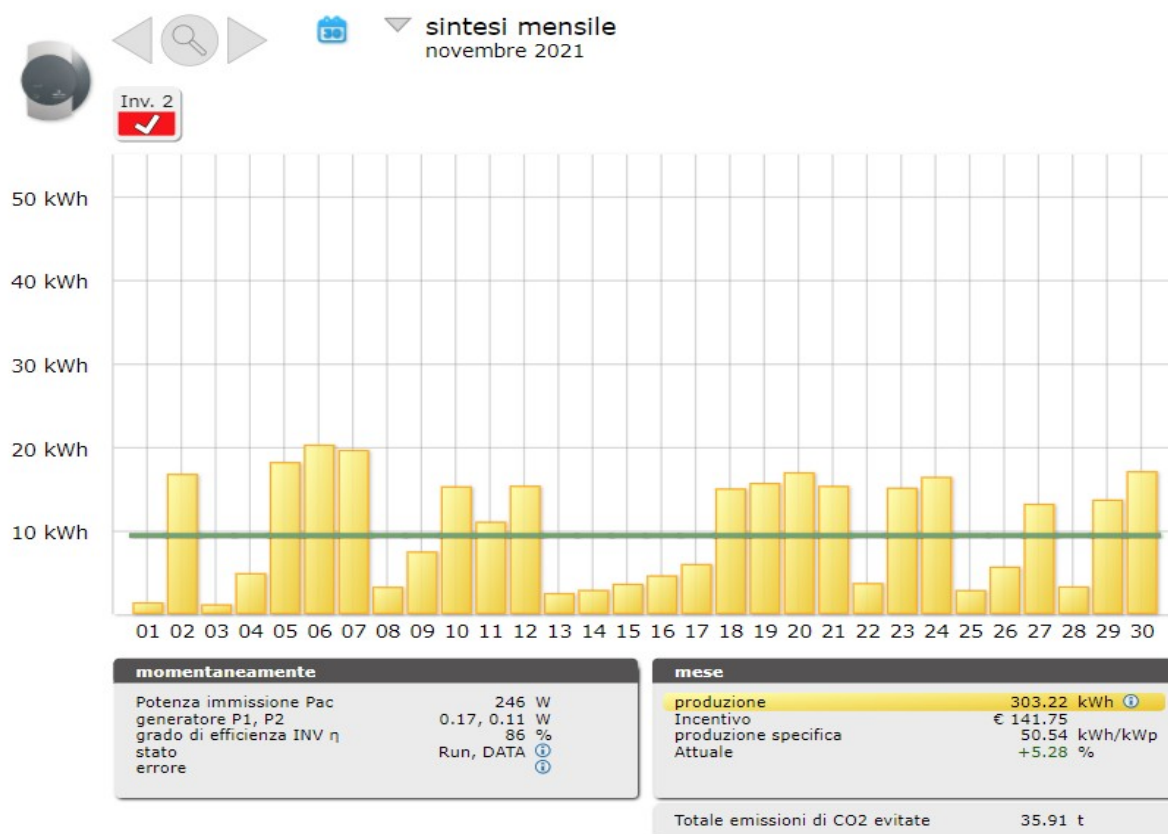 sintesi mensile
novembre 2021
30
Inv. 2
50 kWh
40 kWh
30 kWh
20 kWh
10 kWh
01 02 03 04 05 06 07 08 09 10 11 12 13 14 15 16 17 18 19 20 21 22 23 24 25 26 27 28 29 30
momentaneamente
Potenza immissione Pac 246 W
generatore P1, P2 0.17, 0.11 W
grado di efficienza INV η 86 %
stato Run, DATA
errore
mese
produzione 303.22 kWh
Incentivo € 141.75
produzione specifica 50.54 kWh/kWp
Attuale +5.28 %
Totale emissioni di CO2 evitate 35.91 t